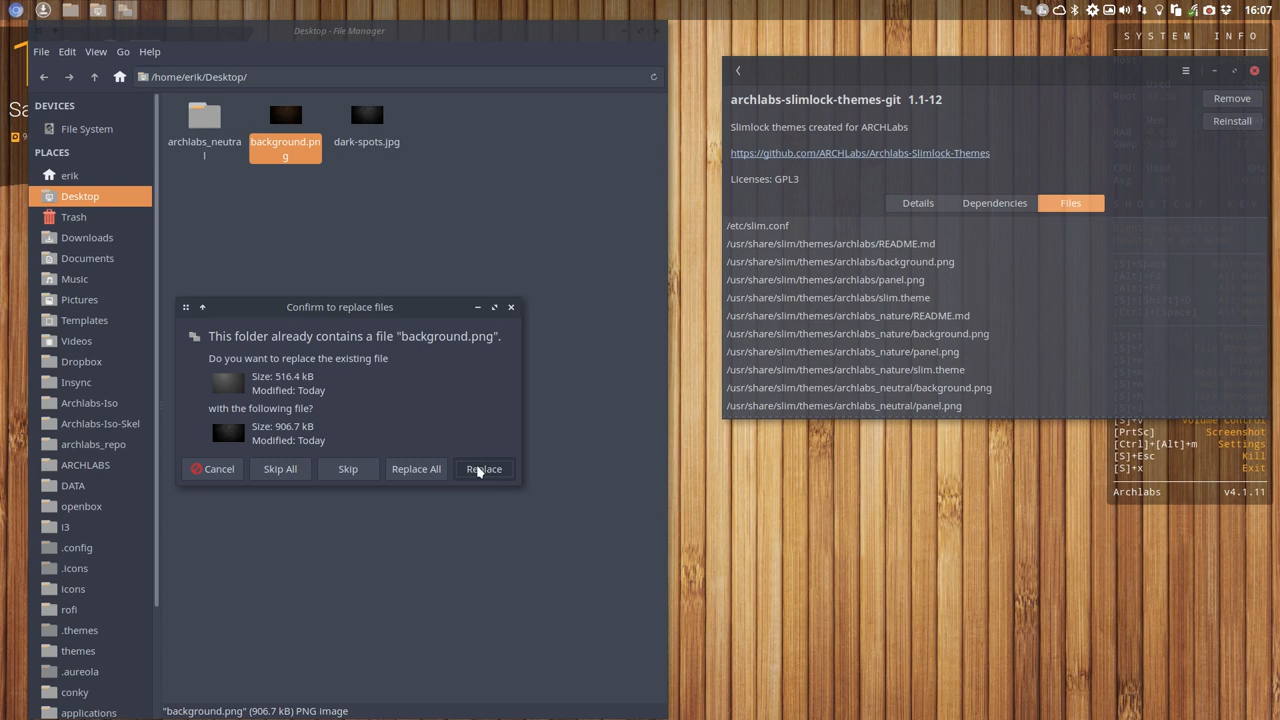 16:07
Desktop - File Manager
File Edit View Go Help
/home/erik/Desktop/
DEVICES
File System
PLACES
erik
Desktop
Trash
Downloads
Documents
Music
Pictures
Templates
Videos
Dropbox
Insync
Archlabs-Iso
Archlabs-Iso-Skel
archlabs_repo
ARCHLABS
DATA
openbox
i3
.config
.icons
icons
rofi
.themes
themes
.aureola
conky
applications
archlabs_neutra
l
background.pn
g
dark-spots.jpg
Confirm to replace files
This folder already contains a file "background.png".
Do you want to replace the existing file
Size: 516.4 kB
Modified: Today
with the following file?
Size: 906.7 kB
Modified: Today
Cancel Skip All Skip Replace All Replace
"background.png" (906.7 kB) PNG image
SYSTEM INFO
archlabs-slimlock-themes-git 1.1-12
Remove
Slimlock themes created for ARCHLabs
Reinstall
https://github.com/ARCHLabs/Archlabs-Slimlock-Themes
Licenses: GPL3
Details Dependencies Files
/etc/slim.conf
/usr/share/slim/themes/archlabs/README.md
/usr/share/slim/themes/archlabs/background.png
/usr/share/slim/themes/archlabs/panel.png
/usr/share/slim/themes/archlabs/slim.theme
/usr/share/slim/themes/archlabs_nature/README.md
/usr/share/slim/themes/archlabs_nature/background.png
/usr/share/slim/themes/archlabs_nature/panel.png
/usr/share/slim/themes/archlabs_nature/slim.theme
/usr/share/slim/themes/archlabs_neutral/background.png
/usr/share/slim/themes/archlabs_neutral/panel.png
[S]+v Volume Control
[PrtSc] Screenshot
[Ctrl]+[Alt]+m Settings
[S]+Esc Kill
[S]+x Exit
Archlabs v4.1.11